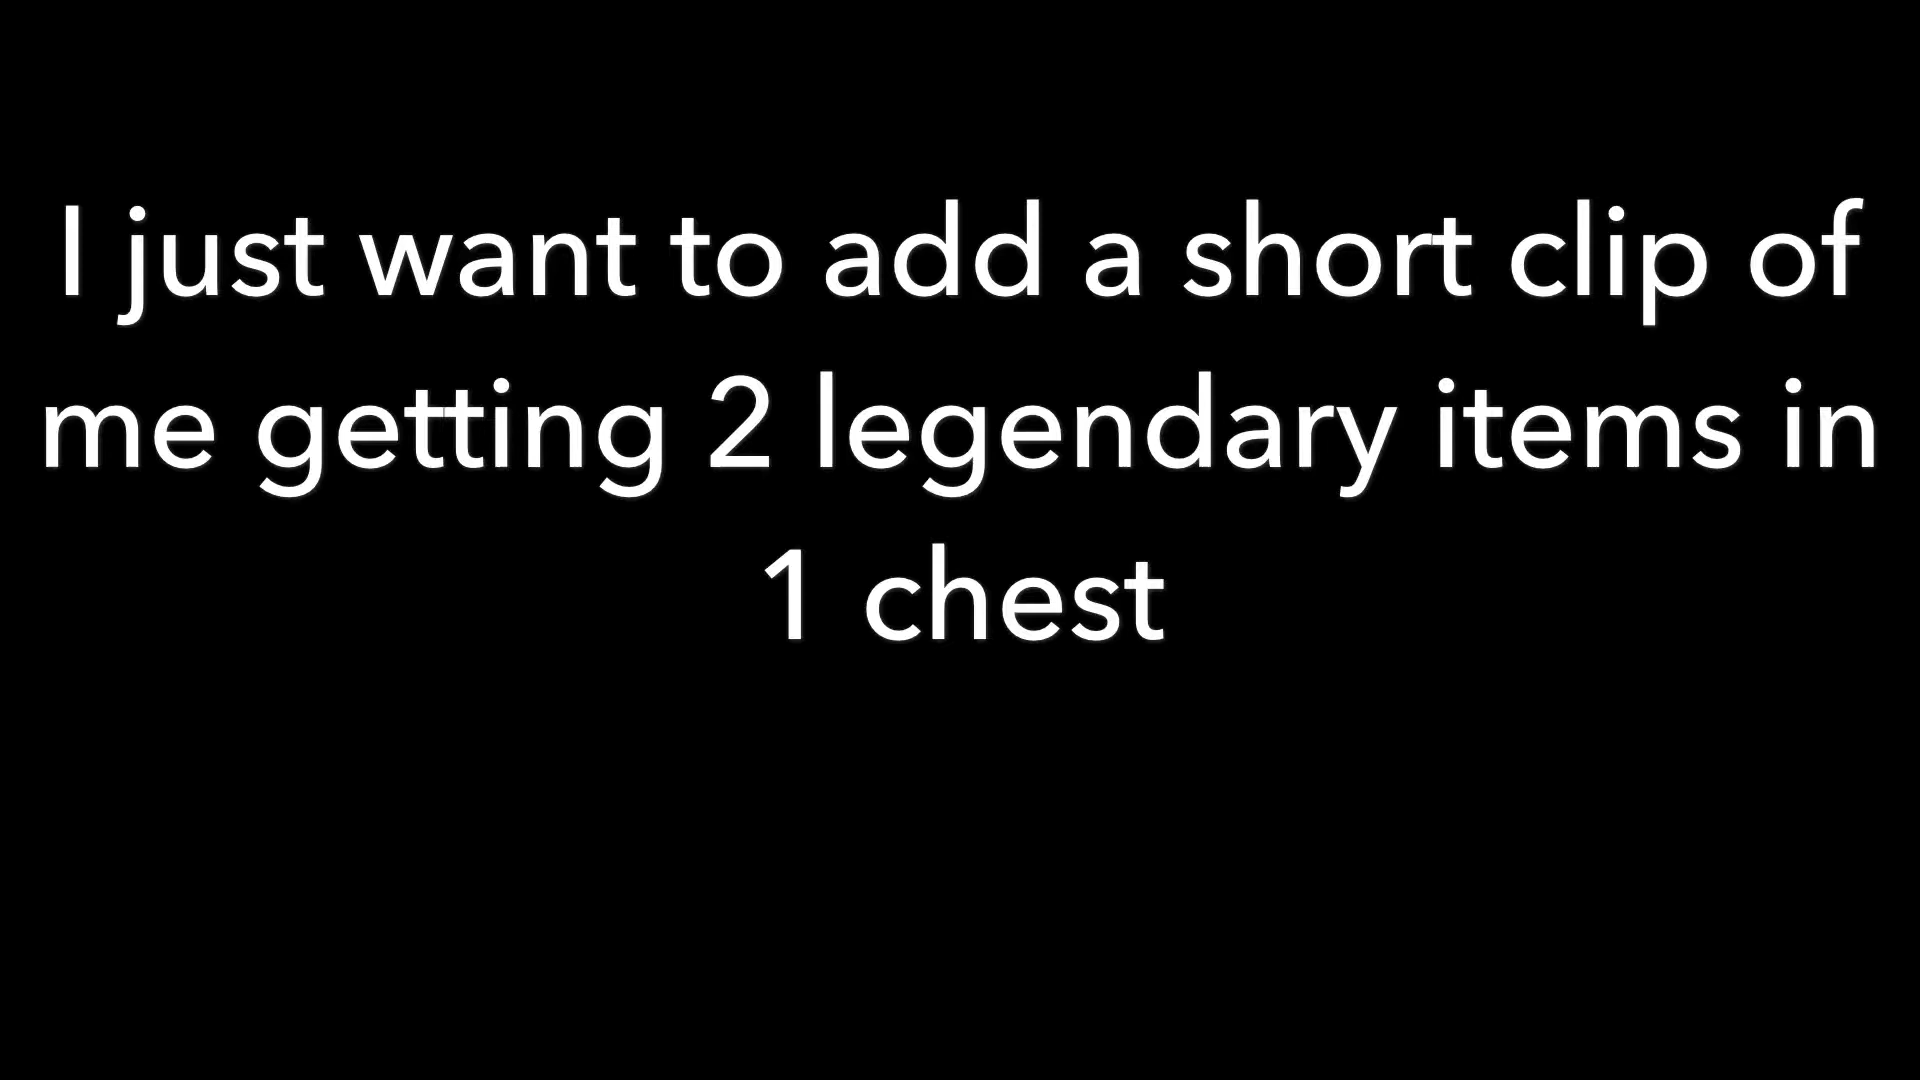 I just want to add a short clip of
me getting 2 legendary items in
1 chest